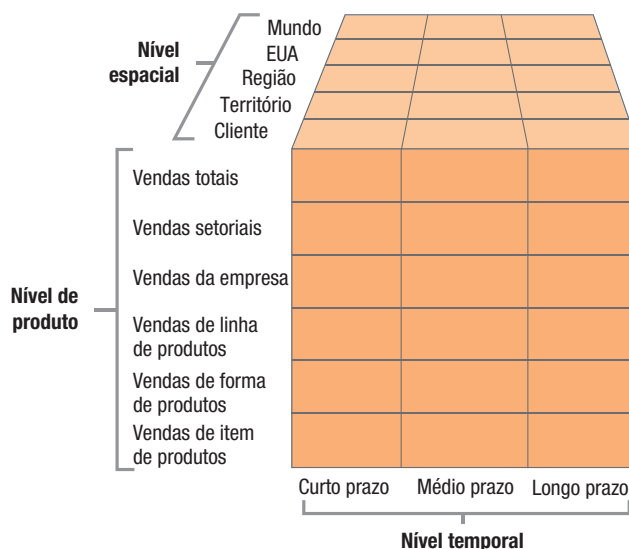 Nível
espacial
Mundo
EUA
Região
Território
Cliente
Nível de
produto
Vendas totais
Vendas setoriais
Vendas da empresa
Vendas de linha
de produtos
Vendas de forma
de produtos
Vendas de item
de produtos
Curto prazo
Médio prazo
Longo prazo
Nível temporal